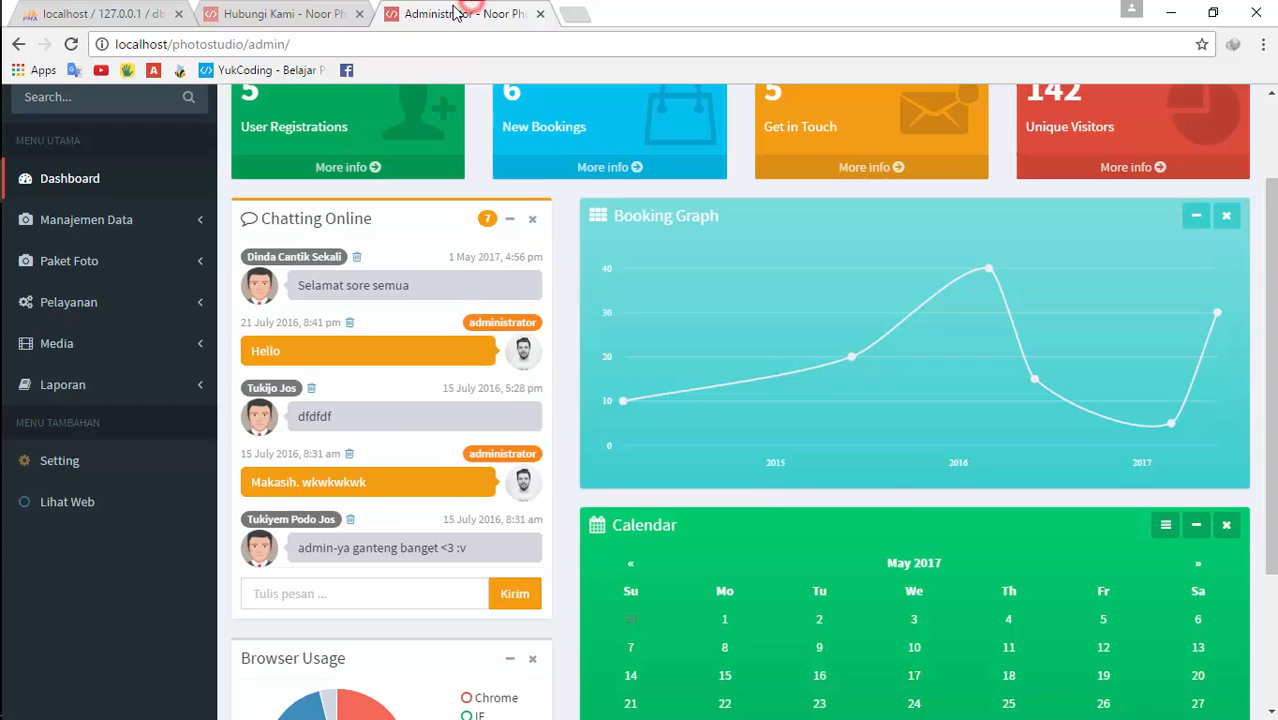 localhost / 127.0.0.1 / db
Hubungi Kami - Noor Ph
Administrator - Noor Ph
localhost/photostudio/admin/
Apps
YukCoding - Belajar P
Search...
MENU UTAMA
Dashboard
Manajemen Data
Paket Foto
Pelayanan
Media
Laporan
MENU TAMBAHAN
Setting
Lihat Web
5
User Registrations
More info
6
New Bookings
More info
5
Get in Touch
More info
142
Unique Visitors
More info
Chatting Online
7
Dinda Cantik Sekali
1 May 2017, 4:56 pm
Selamat sore semua
21 July 2016, 8:41 pm
administrator
Hello
Tukijo Jos
15 July 2016, 5:28 pm
dfdfdf
15 July 2016, 8:31 am
administrator
Makasih. wkwkwkwk
Tukiyem Podo Jos
15 July 2016, 8:31 am
admin-ya ganteng banget <3 :v
Tulis pesan ...
Kirim
Browser Usage
Chrome
IE
Booking Graph
40
30
20
10
0
2015 2016 2017
Calendar
« May 2017 »
Su Mo Tu We Th Fr Sa
1 2 3 4 5 6
7 8 9 10 11 12 13
14 15 16 17 18 19 20
21 22 23 24 25 26 27